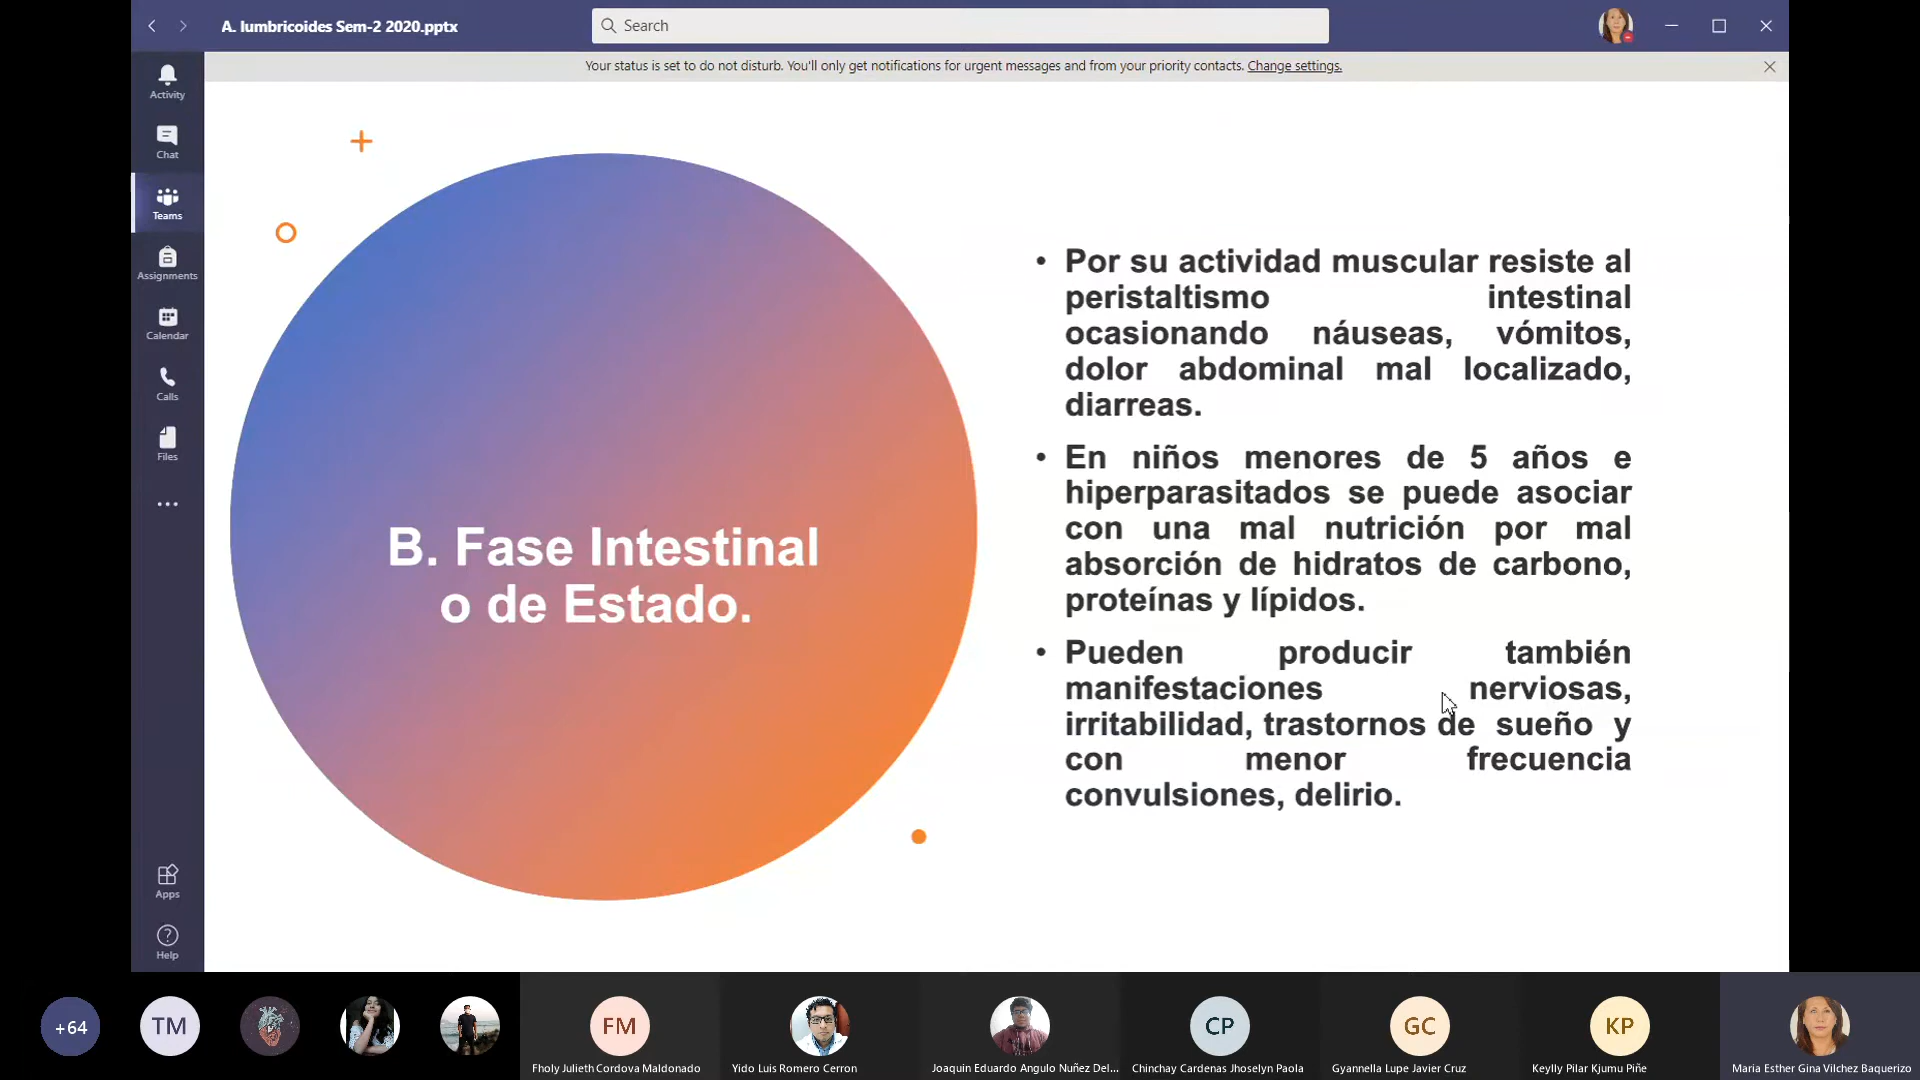 A. lumbricoides Sem-2 2020.pptx
Search
Your status is set to do not disturb. You'll only get notifications for urgent messages and from your priority contacts. Change settings.
Activity
Chat
Teams
Assignments
Calendar
Calls
Files
Apps
Help
B. Fase Intestinal
o de Estado.
• Por su actividad muscular resiste al
peristaltismo intestinal
ocasionando náuseas, vómitos,
dolor abdominal mal localizado,
diarreas.
• En niños menores de 5 años e
hiperparasitados se puede asociar
con una mal nutrición por mal
absorción de hidratos de carbono,
proteínas y lípidos.
• Pueden producir también
manifestaciones nerviosas,
irritabilidad, trastornos de sueño y
con menor frecuencia
convulsiones, delirio.
+64
TM
FM
CP
GC
KP
Fholy Julieth Cordova Maldonado
Yido Luis Romero Cerron
Joaquin Eduardo Angulo Nuñez Del...
Chinchay Cardenas Jhoselyn Paola
Gyannella Lupe Javier Cruz
Keylly Pilar Kjumu Piñe
Maria Esther Gina Vilchez Baquerizo